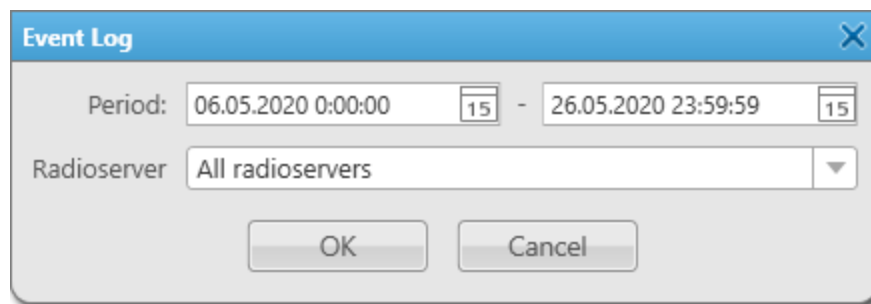 Event Log
Period: 06.05.2020 0:00:00 15 - 26.05.2020 23:59:59 15
Radioserver All radioservers
OK Cancel